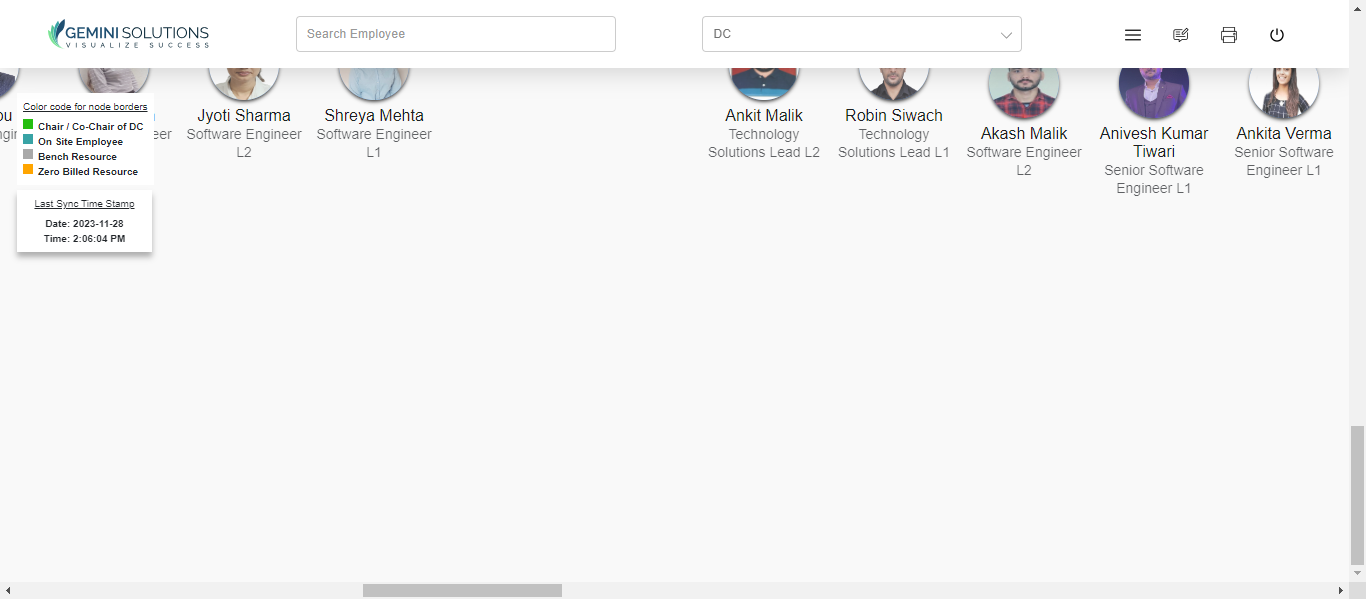 GEMINI SOLUTIONS
VISUALIZE SUCCESS
Search Employee
DC
Color code for node borders
Chair / Co-Chair of DC
On Site Employee
Bench Resource
Zero Billed Resource
Last Sync Time Stamp
Date: 2023-11-28
Time: 2:06:04 PM
Jyoti Sharma
Software Engineer
L2
Shreya Mehta
Software Engineer
L1
Ankit Malik
Technology
Solutions Lead L2
Robin Siwach
Technology
Solutions Lead L1
Akash Malik
Software Engineer
L2
Anivesh Kumar
Tiwari
Senior Software
Engineer L1
Ankita Verma
Senior Software
Engineer L1